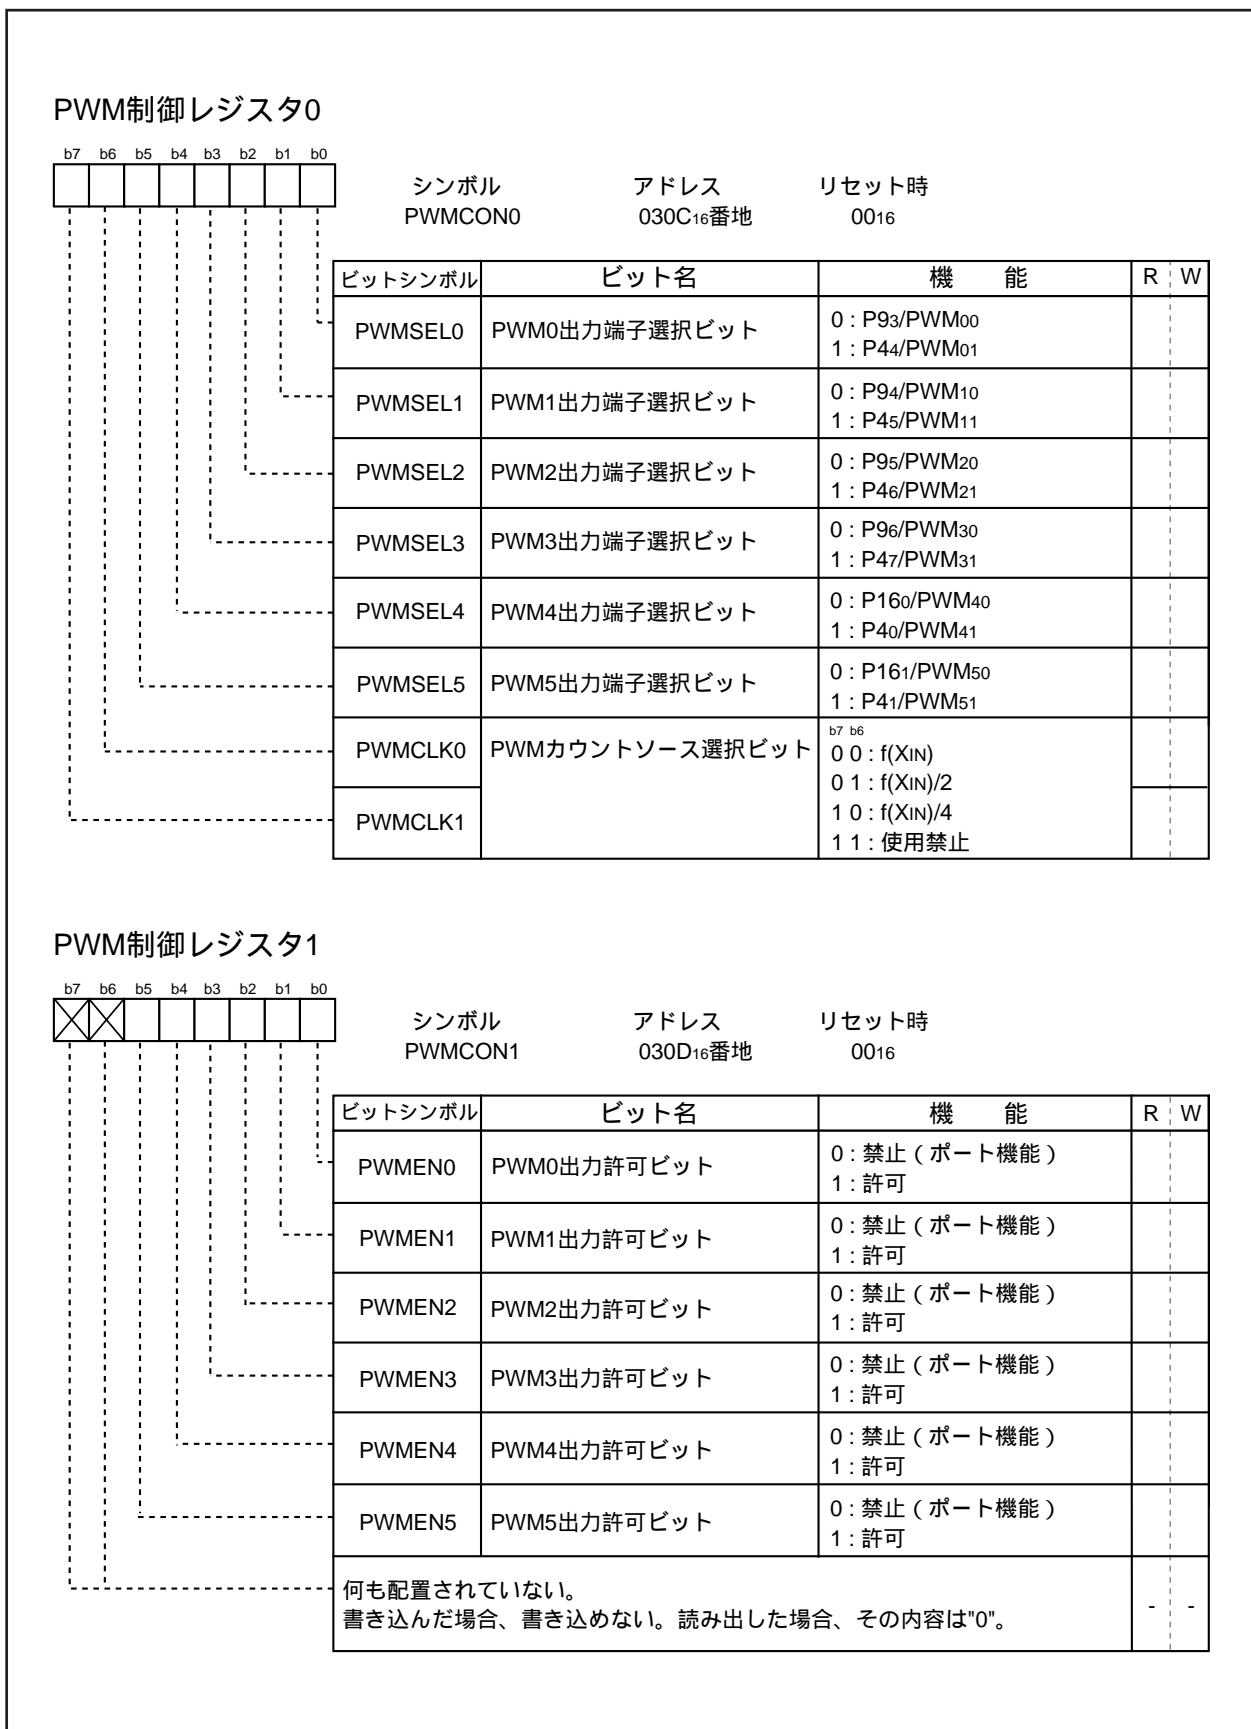 PWM制御レジスタ0
b7 b6 b5 b4 b3 b2 b1 b0
シンボル アドレス リセット時
PWMCON0 030C16番地 0016
ビットシンボル ビット名 機 能 R W
PWMSEL0 PWM0出力端子選択ビット 0 : P93/PWM00
1 : P44/PWM01
PWMSEL1 PWM1出力端子選択ビット 0 : P94/PWM10
1 : P45/PWM11
PWMSEL2 PWM2出力端子選択ビット 0 : P95/PWM20
1 : P46/PWM21
PWMSEL3 PWM3出力端子選択ビット 0 : P96/PWM30
1 : P47/PWM31
PWMSEL4 PWM4出力端子選択ビット 0 : P160/PWM40
1 : P40/PWM41
PWMSEL5 PWM5出力端子選択ビット 0 : P161/PWM50
1 : P41/PWM51
b7 b6
PWMCLK0 PWMカウントソース選択ビット 0 0 : f(XIN)
0 1 : f(XIN)/2
PWMCLK1 1 0 : f(XIN)/4
1 1 : 使用禁止
PWM制御レジスタ1
b7 b6 b5 b4 b3 b2 b1 b0
シンボル アドレス リセット時
PWMCON1 030D16番地 0016
ビットシンボル ビット名 機 能 R W
PWMEN0 PWM0出力許可ビット 0 : 禁止 ( ポート機能 )
1 : 許可
PWMEN1 PWM1出力許可ビット 0 : 禁止 ( ポート機能 )
1 : 許可
PWMEN2 PWM2出力許可ビット 0 : 禁止 ( ポート機能 )
1 : 許可
PWMEN3 PWM3出力許可ビット 0 : 禁止 ( ポート機能 )
1 : 許可
PWMEN4 PWM4出力許可ビット 0 : 禁止 ( ポート機能 )
1 : 許可
PWMEN5 PWM5出力許可ビット 0 : 禁止 ( ポート機能 )
1 : 許可
何も配置されていない。
書き込んだ場合、書き込めない。読み出した場合、その内容は"0"。 - -